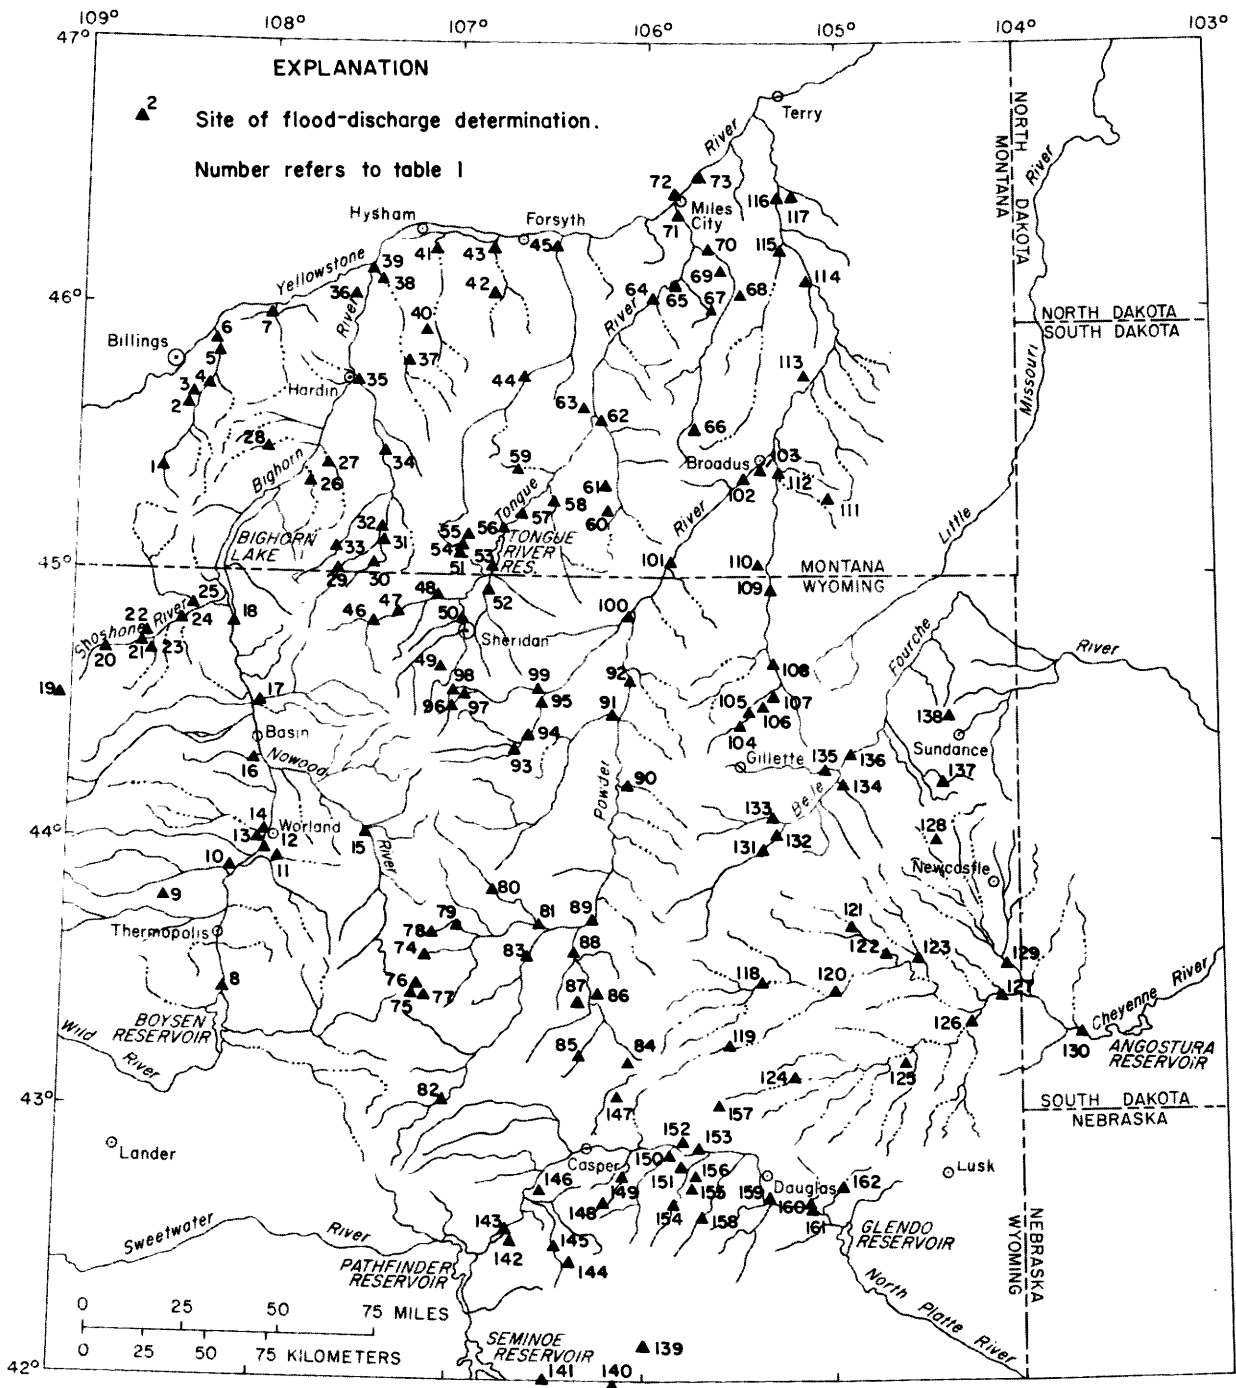 109° 108° 107° 106° 105° 104° 103°
47°
EXPLANATION
2
Site of flood-discharge determination.
Number refers to table 1
Terry
River
NORTH DAKOTA
MONTANA
River
72 73
Miles
City
71
116 117
Hysham
Forsyth
41 43 45
70 115
39 38
Yellowstone
36
River
42
69
64 65 67 68
River
114
46°
7
40
6
5
Billings
NORTH DAKOTA
SOUTH DAKOTA
Missouri
37
35
Hardin
3 4
2
44
113
63 62
66
28
27
34
1
Bighorn
26
59
Broadus
103
102
112
111
61
58
Tongue
57
60
River
32
33 31
BIGHORN
LAKE
55 56
54 53
51
TONGUE
RIVER
RES.
Little
45°
29 30
101
110
MONTANA
WYOMING
109
25
48
52
46 47
50
22
18
24
100
Shoshone River
20 21 23
Sheridan
Fourche
River
19
49
98 99
92
108
17
96 97 95
91
105 107
106
104
138
Basin
94
93
Sundance
16
Nowood
Gillette
135 136
137
90
Belle
134
Powder
133
132
131
128
14
13 Worland
12
15
44°
10
11
River
Newcastle
9
80
79
78
81 89
121
122 123
Thermopolis
74
83 88
129
76
75 77
87 86
118
120
127
8
126
Cheyenne River
BOYSEN
RESERVOIR
Wild
River
85 84
119
130
ANGOSTURA
RESERVOIR
124
125
43°
82
147
157
SOUTH DAKOTA
NEBRASKA
Lander
152 153
150
Casper
156
151
155
Lusk
146
149
148
Douglas
159
162
160
161
154 158
GLENDO
RESERVOIR
143
142
145
144
Sweetwater River
PATHFINDER
RESERVOIR
NEBRASKA
WYOMING
North Platte River
0 25 50 75 MILES
0 25 50 75 KILOMETERS
SEMINOE
RESERVOIR
139
42°
141 140